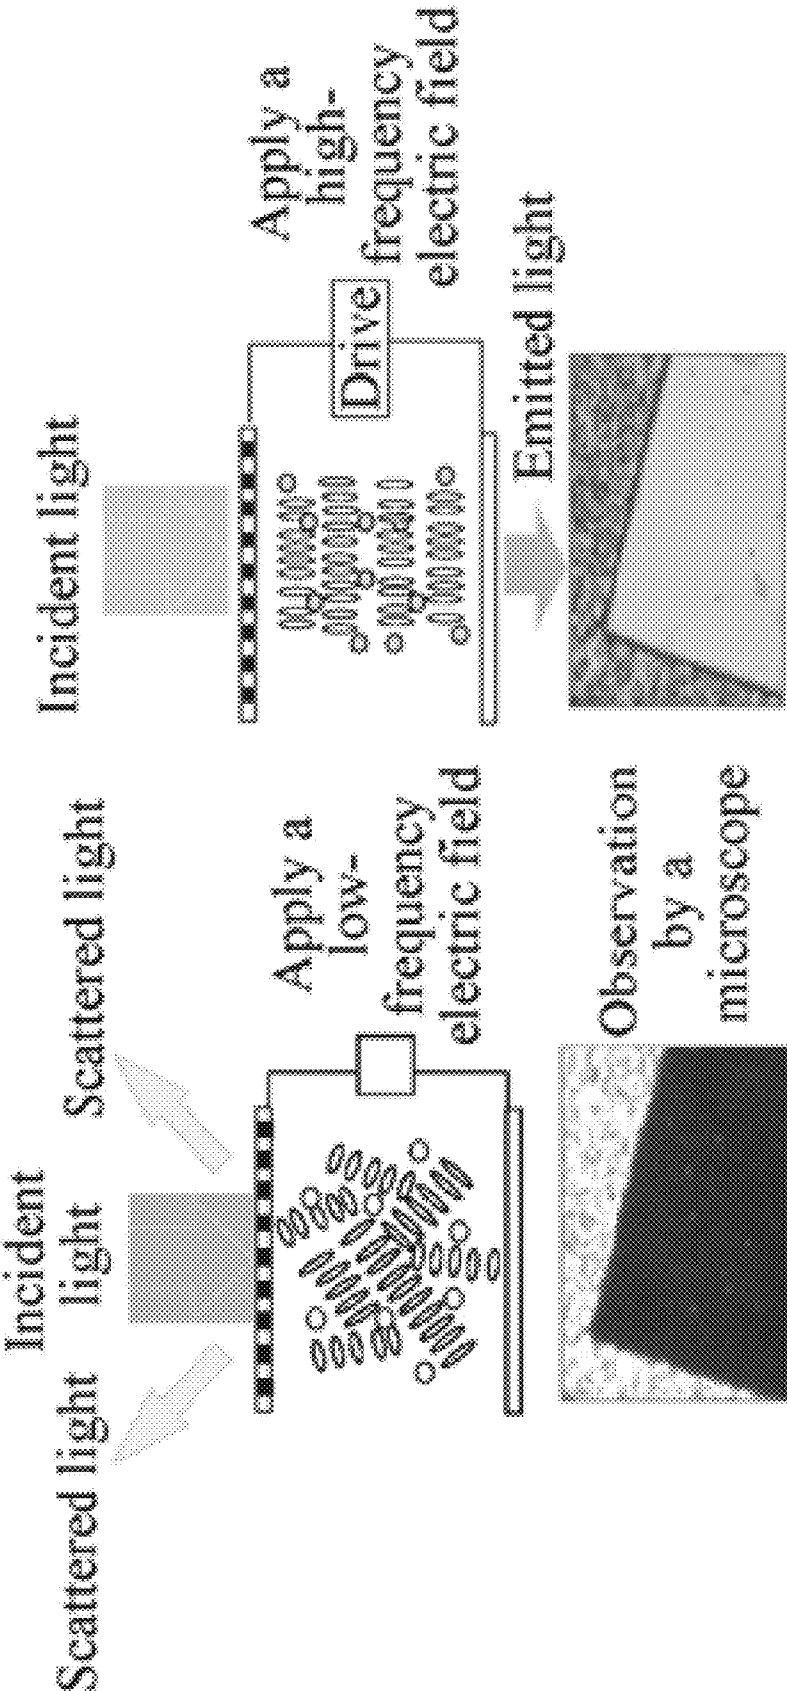 Scattered light
Incident
light
Scattered light
Apply a
low-
frequency
electric field
Observation
by a
microscope
Incident light
Drive
Apply a
high-
frequency
electric field
Emitted light